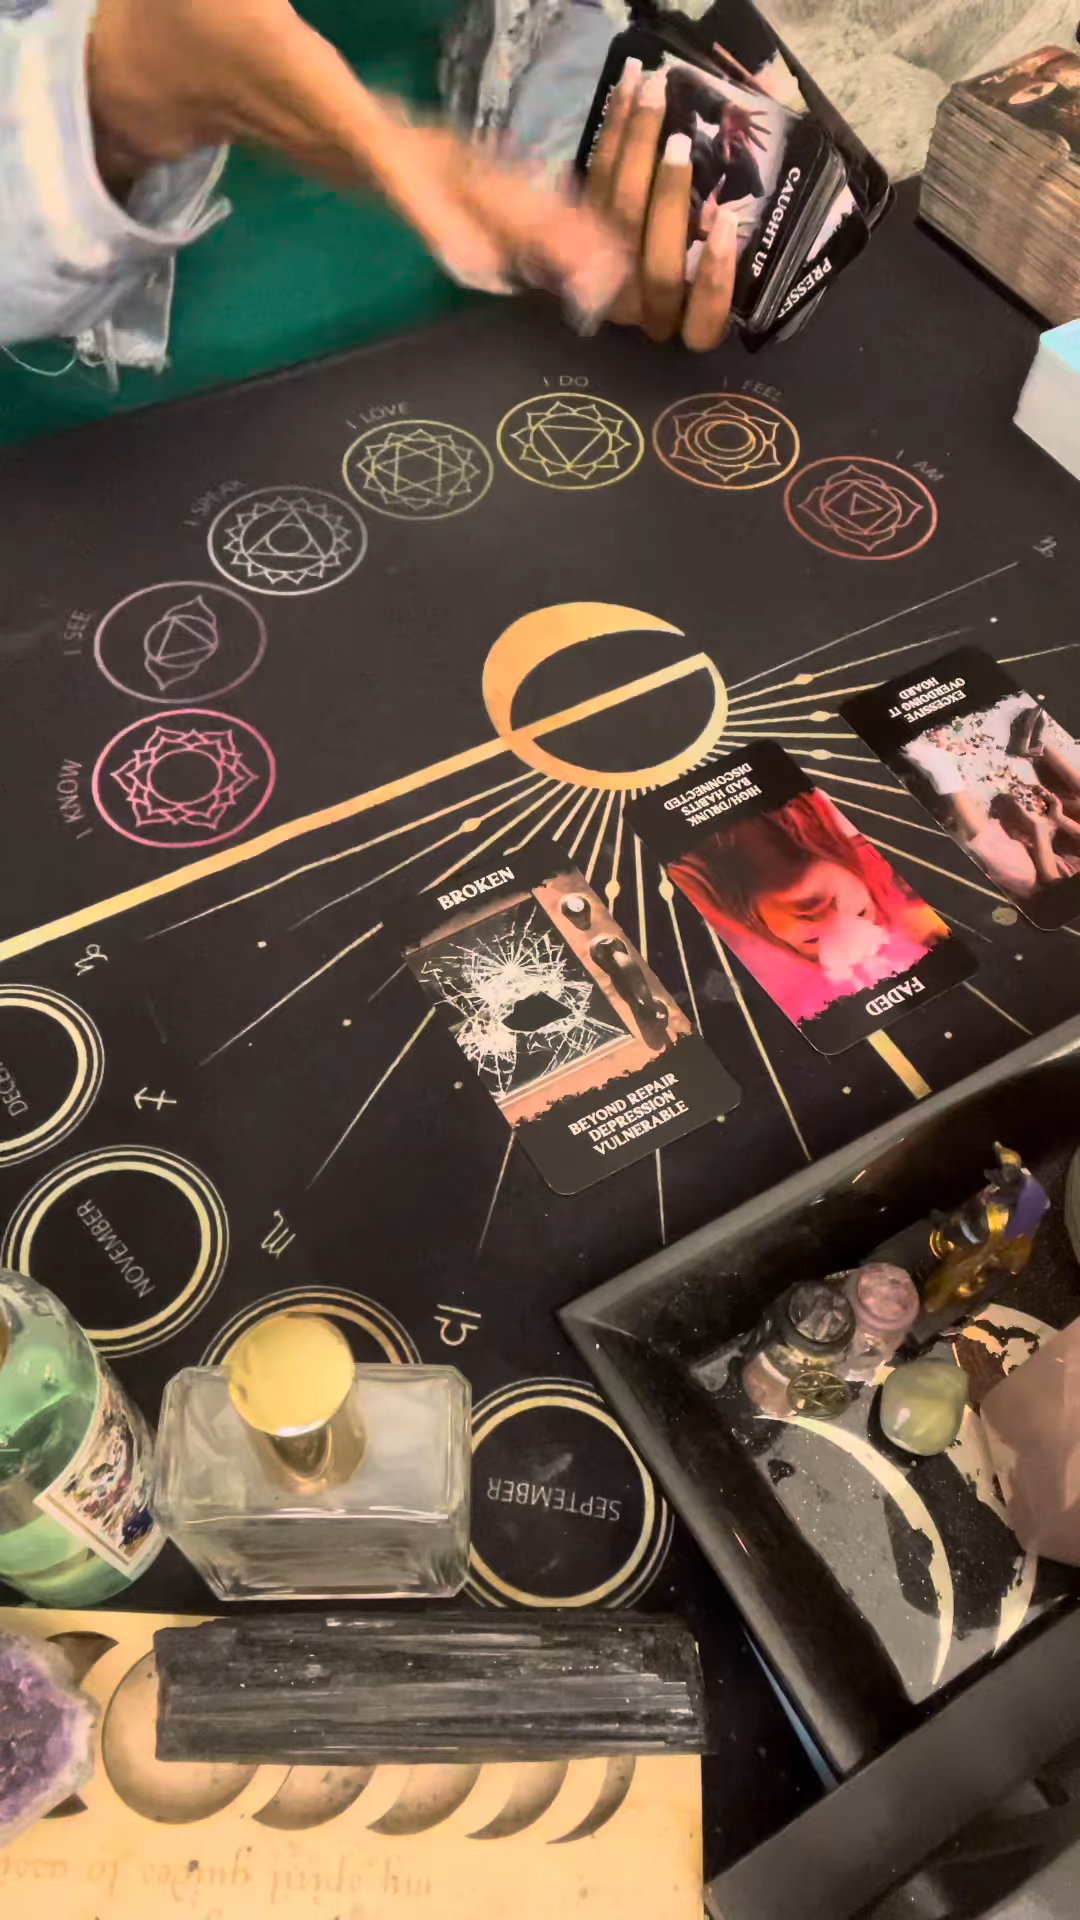 CAUGHT UP
I DO
I FEEL
I LOVE
I AM
I SPEAK
I SEE
I KNOW
EXCESSIVE
OVERDOING IT
HOARD
HIGH/DRUNK
BAD HABITS
DISCONNECTED
FADED
BROKEN
BEYOND REPAIR
DEPRESSION
VULNERABLE
NOVEMBER
SEPTEMBER
my spirit guides to